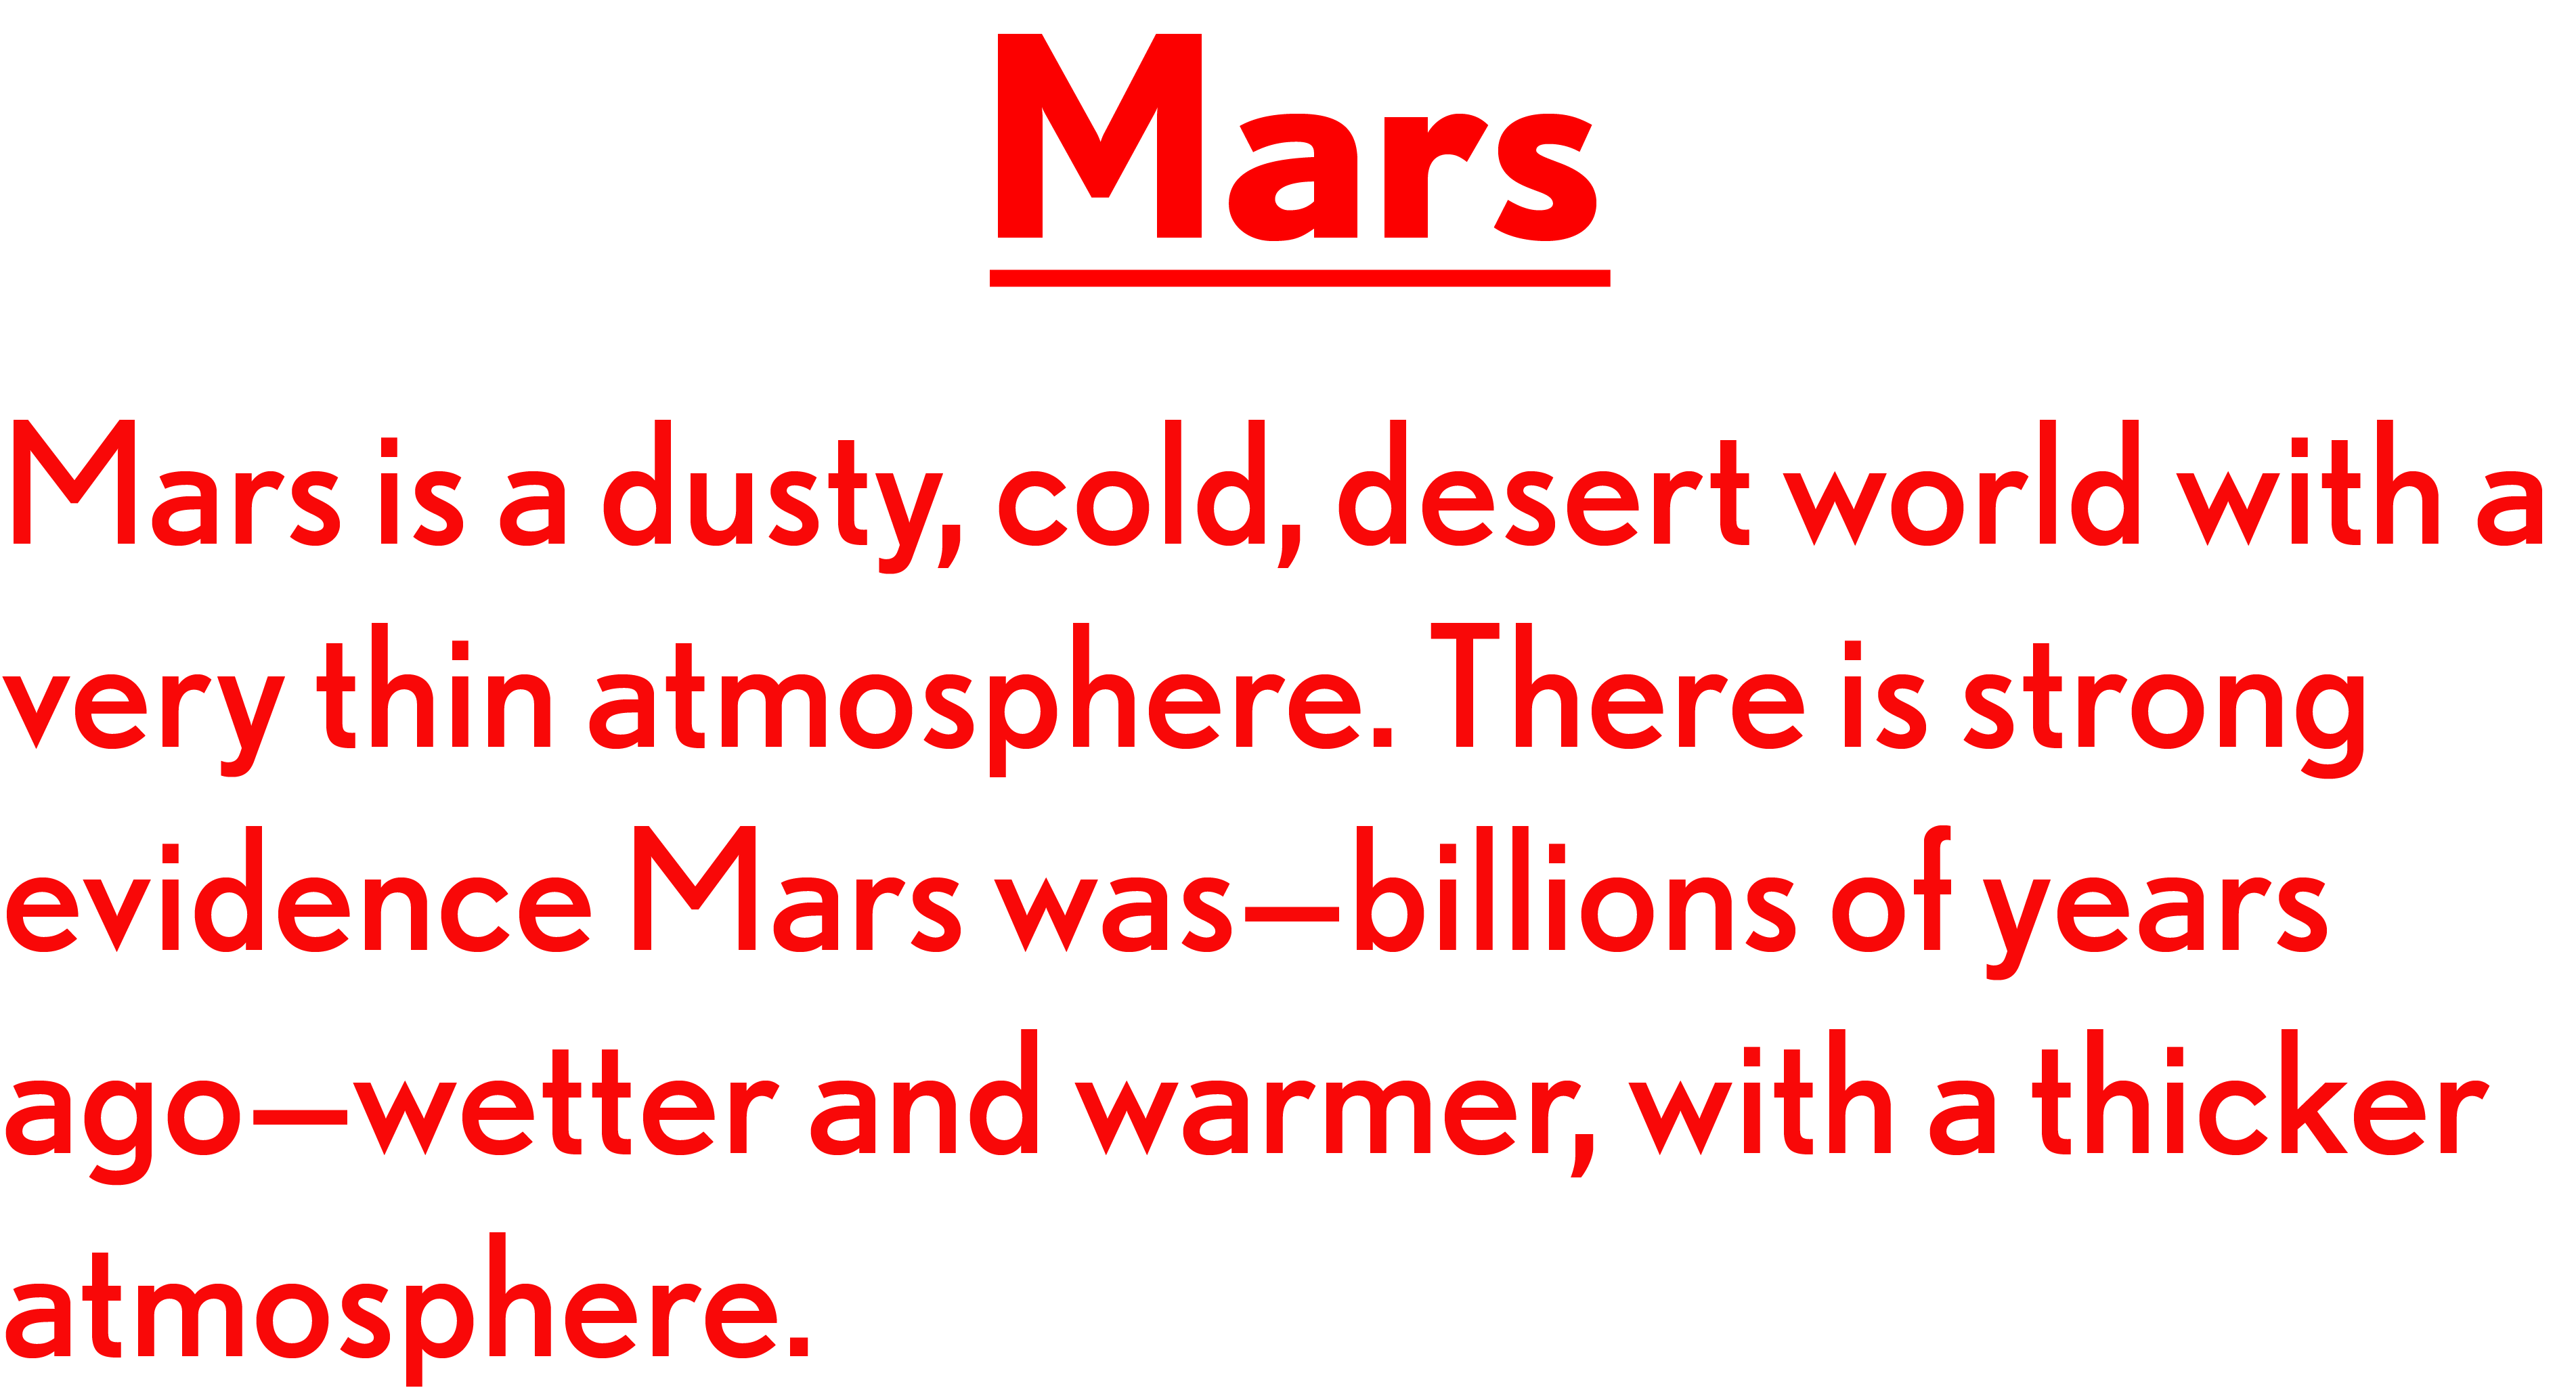 Mars
Mars is a dusty, cold, desert world with a
very thin atmosphere. There is strong
evidence Mars was—billions of years
ago—wetter and warmer, with a thicker
atmosphere.